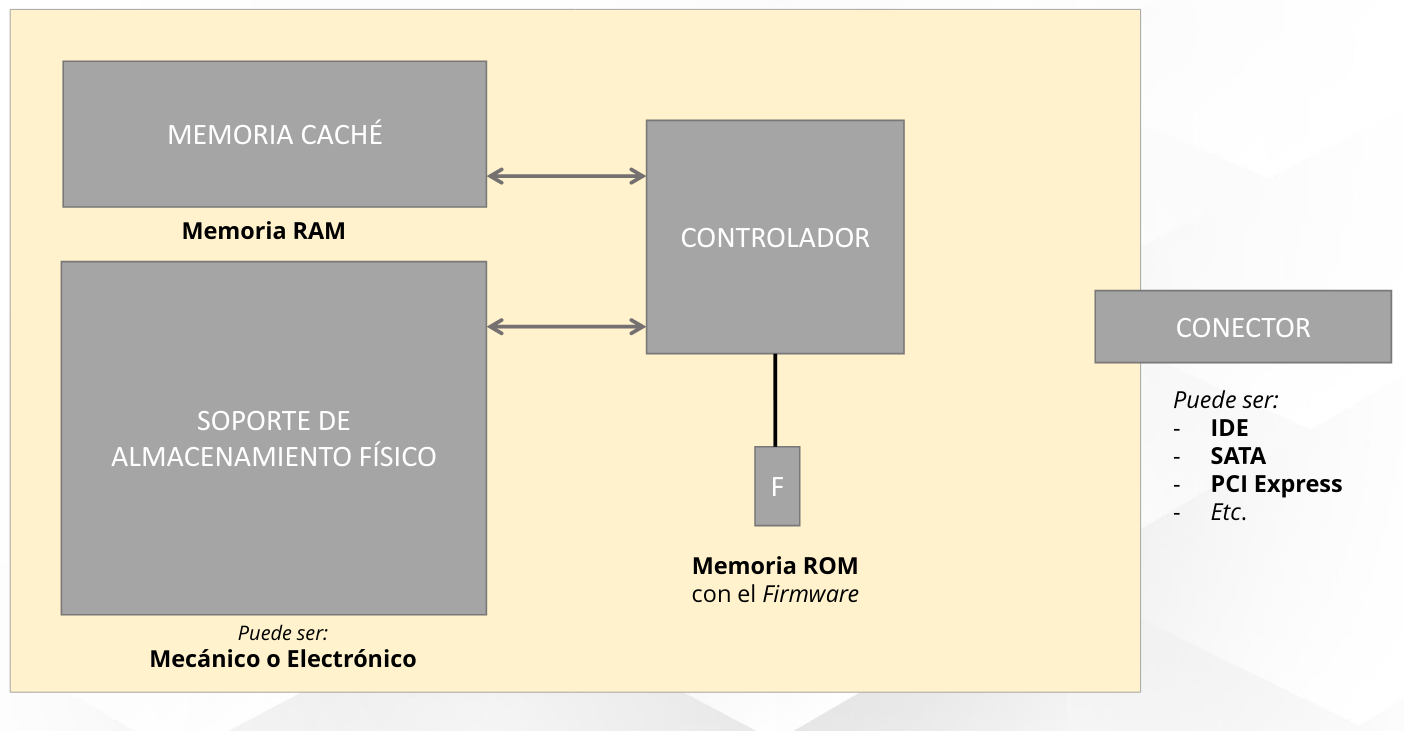 MEMORIA CACHÉ
Memoria RAM
CONTROLADOR
SOPORTE DE
ALMACENAMIENTO FÍSICO
Puede ser:
Mecánico o Electrónico
F
Memoria ROM
con el Firmware
CONECTOR
Puede ser:
- IDE
- SATA
- PCI Express
- Etc.